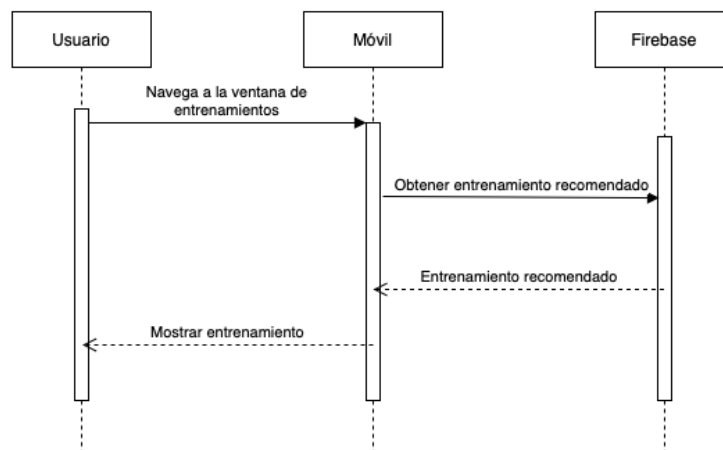 Usuario
Móvil
Firebase
Navega a la ventana de
entrenamientos
Obtener entrenamiento recomendado
Entrenamiento recomendado
Mostrar entrenamiento